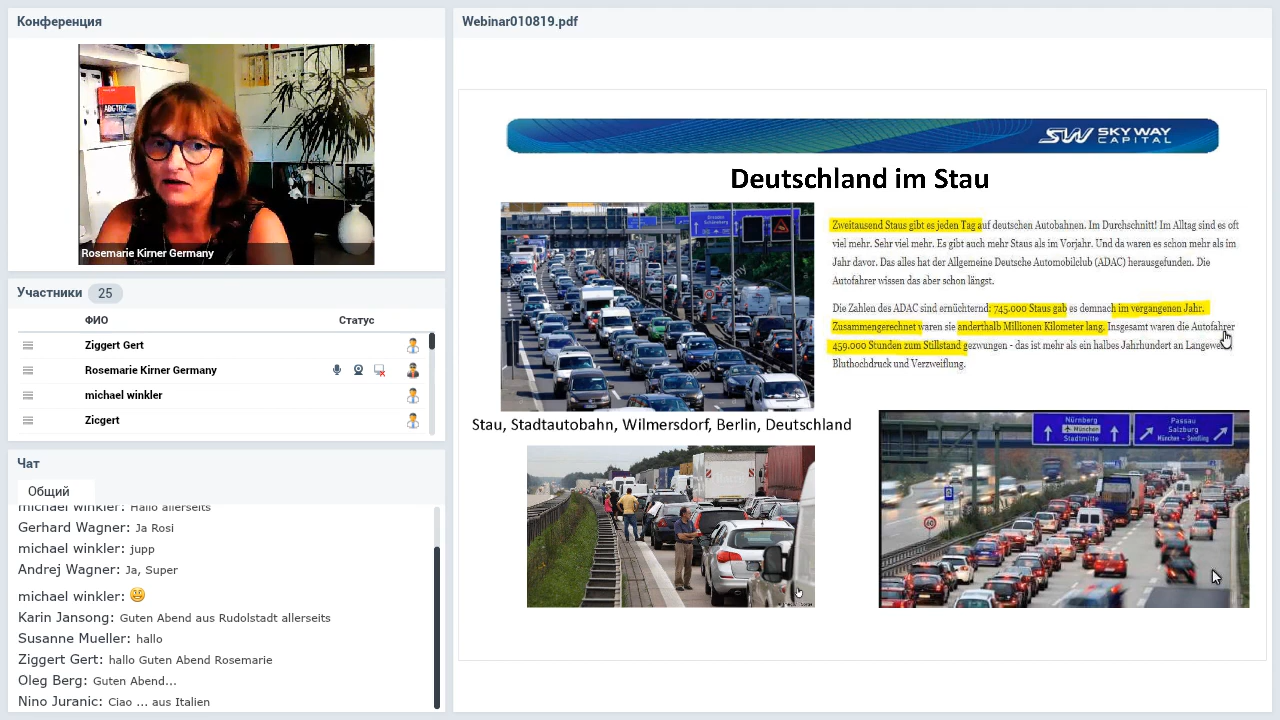 Конференция
ABC-TRIZ
Rosemarie Kirner Germany
Участники 25
ФИО Статус
Ziggert Gert
Rosemarie Kirner Germany
michael winkler
Zicgert
Чат
Общий
michael winkler: Hallo allerseits
Gerhard Wagner: Ja Rosi
michael winkler: jupp
Andrej Wagner: Ja, Super
michael winkler:
Karin Jansong: Guten Abend aus Rudolstadt allerseits
Susanne Mueller: hallo
Ziggert Gert: hallo Guten Abend Rosemarie
Oleg Berg: Guten Abend...
Nino Juranic: Ciao ... aus Italien
Webinar010819.pdf
SW SKY WAY
CAPITAL
Deutschland im Stau
Zweitausend Staus gibt es jeden Tag auf deutschen Autobahnen. Im Durchschnitt! Im Alltag sind es oft
viel mehr. Sehr viel mehr. Es gibt auch mehr Staus als im Vorjahr. Und da waren es schon mehr als im
Jahr davor. Das alles hat der Allgemeine Deutsche Automobilclub (ADAC) herausgefunden. Die
Autofahrer wissen das aber schon längst.
Die Zahlen des ADAC sind ernüchternd: 745.000 Staus gab es demnach im vergangenen Jahr.
Zusammengerechnet waren sie anderthalb Millionen Kilometer lang. Insgesamt waren die Autofahrer
459.000 Stunden zum Stillstand gezwungen - das ist mehr als ein halbes Jahrhundert an
Bluthochdruck und Verzweiflung.
Stau, Stadtautobahn, Wilmersdorf, Berlin, Deutschland
Nürnberg
München
Stadtmitte
Passau
Salzburg
München - Sendling
60